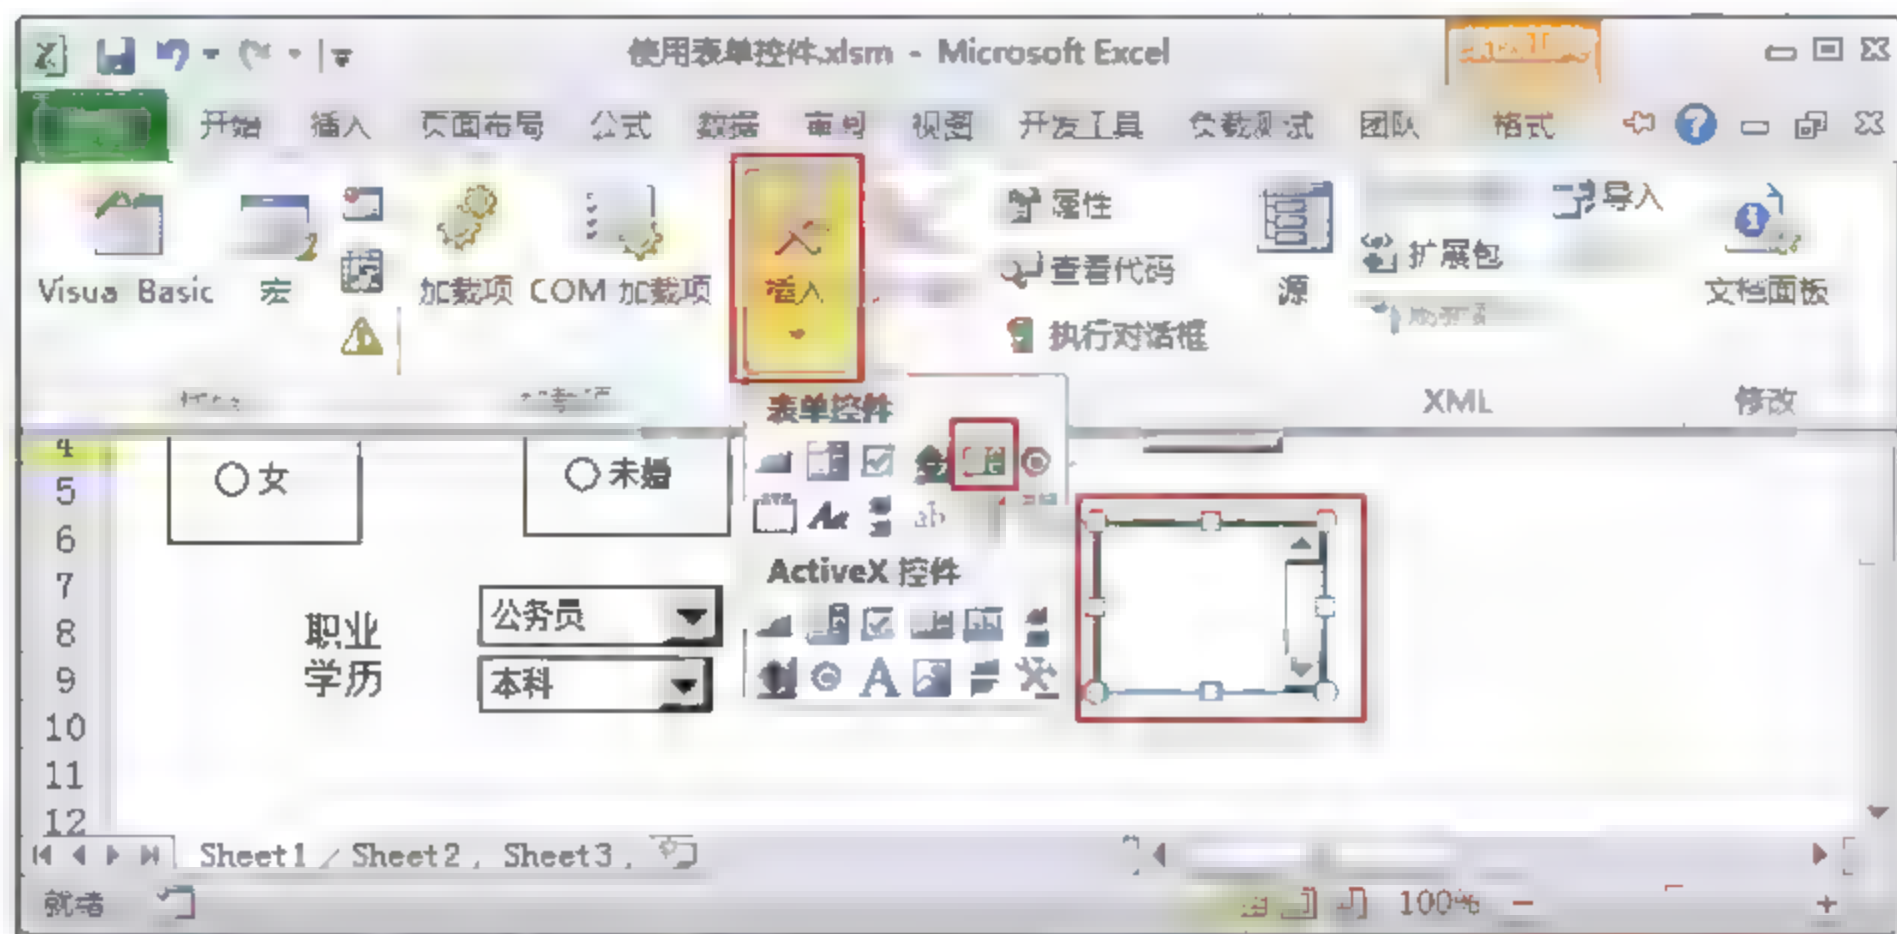 使用表单控件.xlsm - Microsoft Excel
开始 插入 页面布局 公式 数据 审阅 视图 开发工具 负载测试 团队 格式
属性 导入
查看代码 扩展包
Visua Basic 宏 加载项 COM 加载项 插入 源 文档面板
执行对话框
XML 修改
表单控件
4
女 未婚
5
6
ActiveX 控件
7
公务员
8 职业
9 学历 本科
10
11
12
Sheet1 Sheet2 Sheet3
就绪 100%